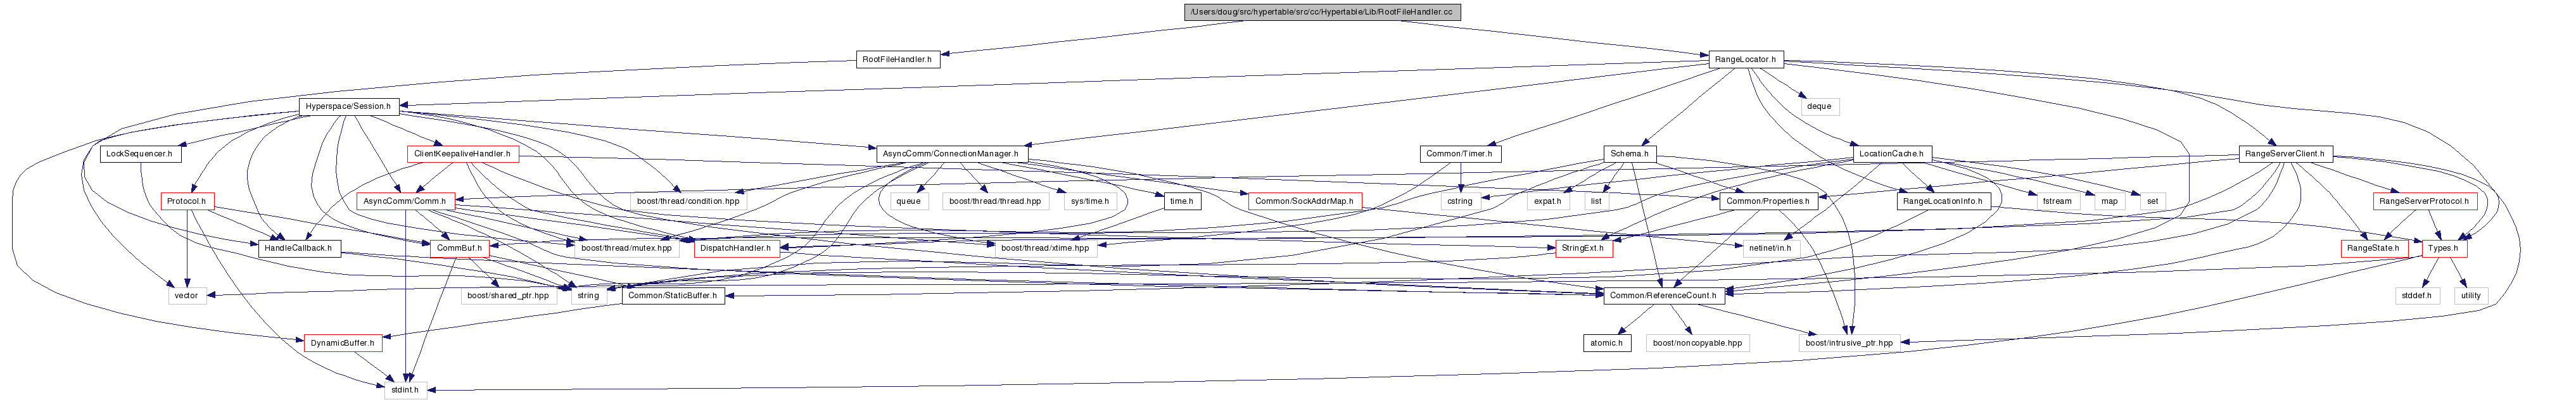 /Users/doug/src/hypertable/src/cc/Hypertable/Lib/RootFileHandler.cc
RootFileHandler.h
RangeLocator.h
Hyperspace/Session.h
deque
LockSequencer.h
ClientKeepaliveHandler.h
AsyncComm/ConnectionManager.h
Common/Timer.h
Schema.h
LocationCache.h
RangeServerClient.h
Protocol.h
AsyncComm/Comm.h
boost/thread/condition.hpp
queue
boost/thread/thread.hpp
sys/time.h
time.h
Common/SockAddrMap.h
cstring
expat.h
list
Common/Properties.h
RangeLocationInfo.h
fstream
map
set
RangeServerProtocol.h
HandleCallback.h
CommBuf.h
boost/thread/mutex.hpp
DispatchHandler.h
boost/thread/xtime.hpp
StringExt.h
netinet/in.h
RangeState.h
Types.h
vector
boost/shared_ptr.hpp
string
Common/StaticBuffer.h
Common/ReferenceCount.h
stddef.h
utility
DynamicBuffer.h
atomic.h
boost/noncopyable.hpp
boost/intrusive_ptr.hpp
stdint.h